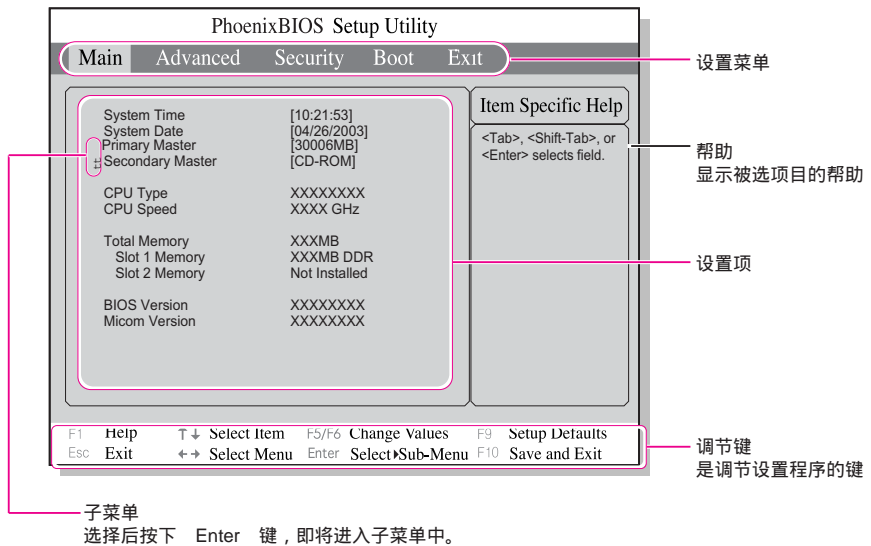 PhoenixBIOS Setup Utility
Main Advanced Security Boot Exit
设置菜单
System Time [10:21:53]
System Date [04/26/2003]
Primary Master [30006MB]
Secondary Master [CD-ROM]
CPU Type XXXXXXXX
CPU Speed XXXX GHz
Total Memory XXXMB
Slot 1 Memory XXXMB DDR
Slot 2 Memory Not Installed
BIOS Version XXXXXXXX
Micom Version XXXXXXXX
Item Specific Help
<Tab>, <Shift-Tab>, or
<Enter> selects field.
帮助
显示被选项目的帮助
设置项
F1 Help ↑↓ Select Item F5/F6 Change Values F9 Setup Defaults
Esc Exit ←→ Select Menu Enter Select▸Sub-Menu F10 Save and Exit
调节键
是调节设置程序的键
子菜单
选择后按下 Enter 键，即将进入子菜单中。